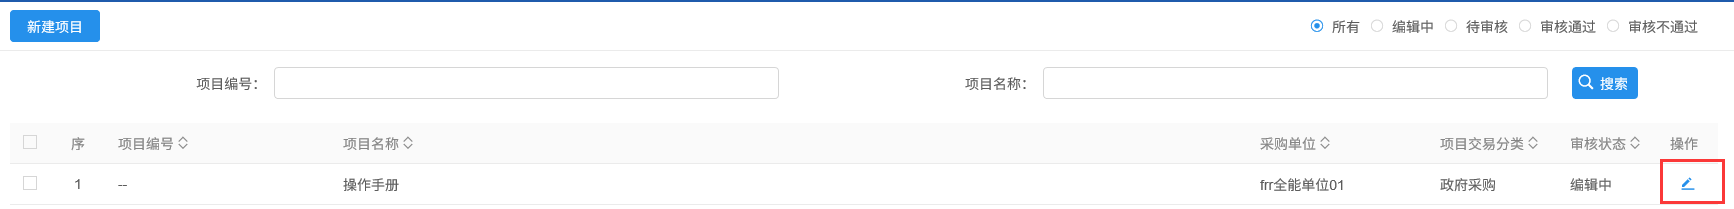 新建项目 所有 编辑中 待审核 审核通过 审核不通过
项目编号： 项目名称： 搜索
序 项目编号 项目名称 采购单位 项目交易分类 审核状态 操作
1 -- 操作手册 frr全能单位01 政府采购 编辑中